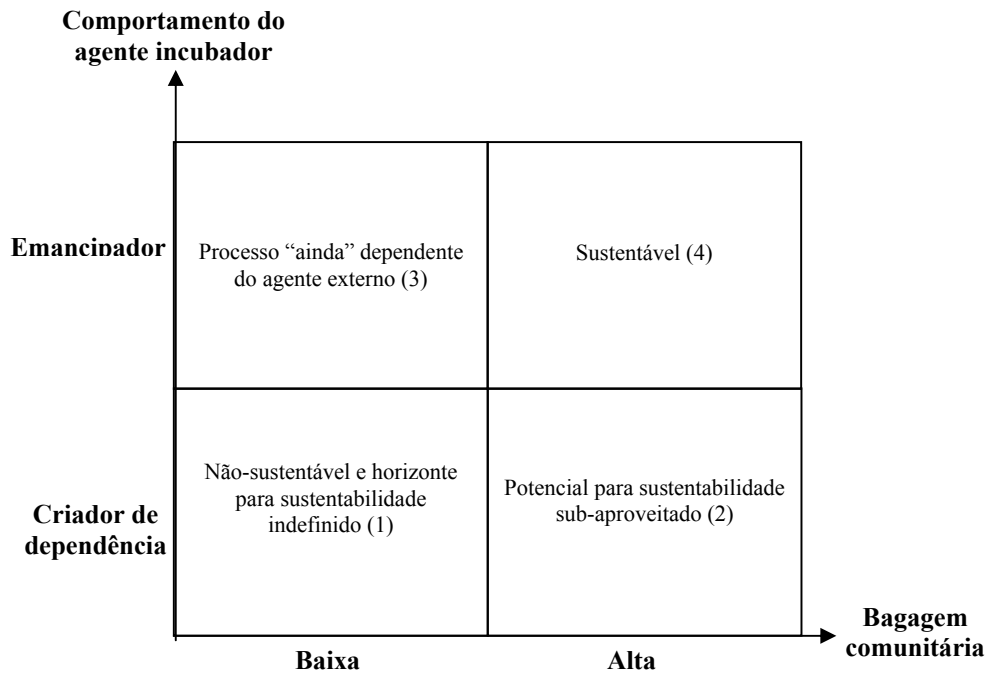 Comportamento do
agente incubador
Emancipador
Processo “ainda” dependente
do agente externo (3)
Sustentável (4)
Criador de
dependência
Não-sustentável e horizonte
para sustentabilidade
indefinido (1)
Potencial para sustentabilidade
sub-aproveitado (2)
Bagagem
comunitária
Baixa
Alta